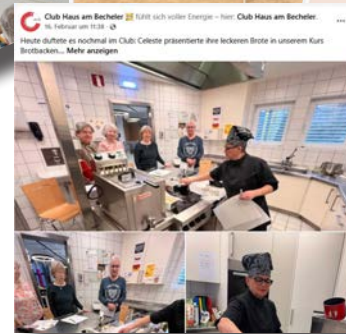 Club Haus am Becheler fühlt sich voller Energie – hier: Club Haus am Becheler.
16. Februar um 11:38
Heute duftete es nochmal im Club: Celeste präsentierte ihre leckeren Brote in unserem Kurs
Brotbacken... Mehr anzeigen